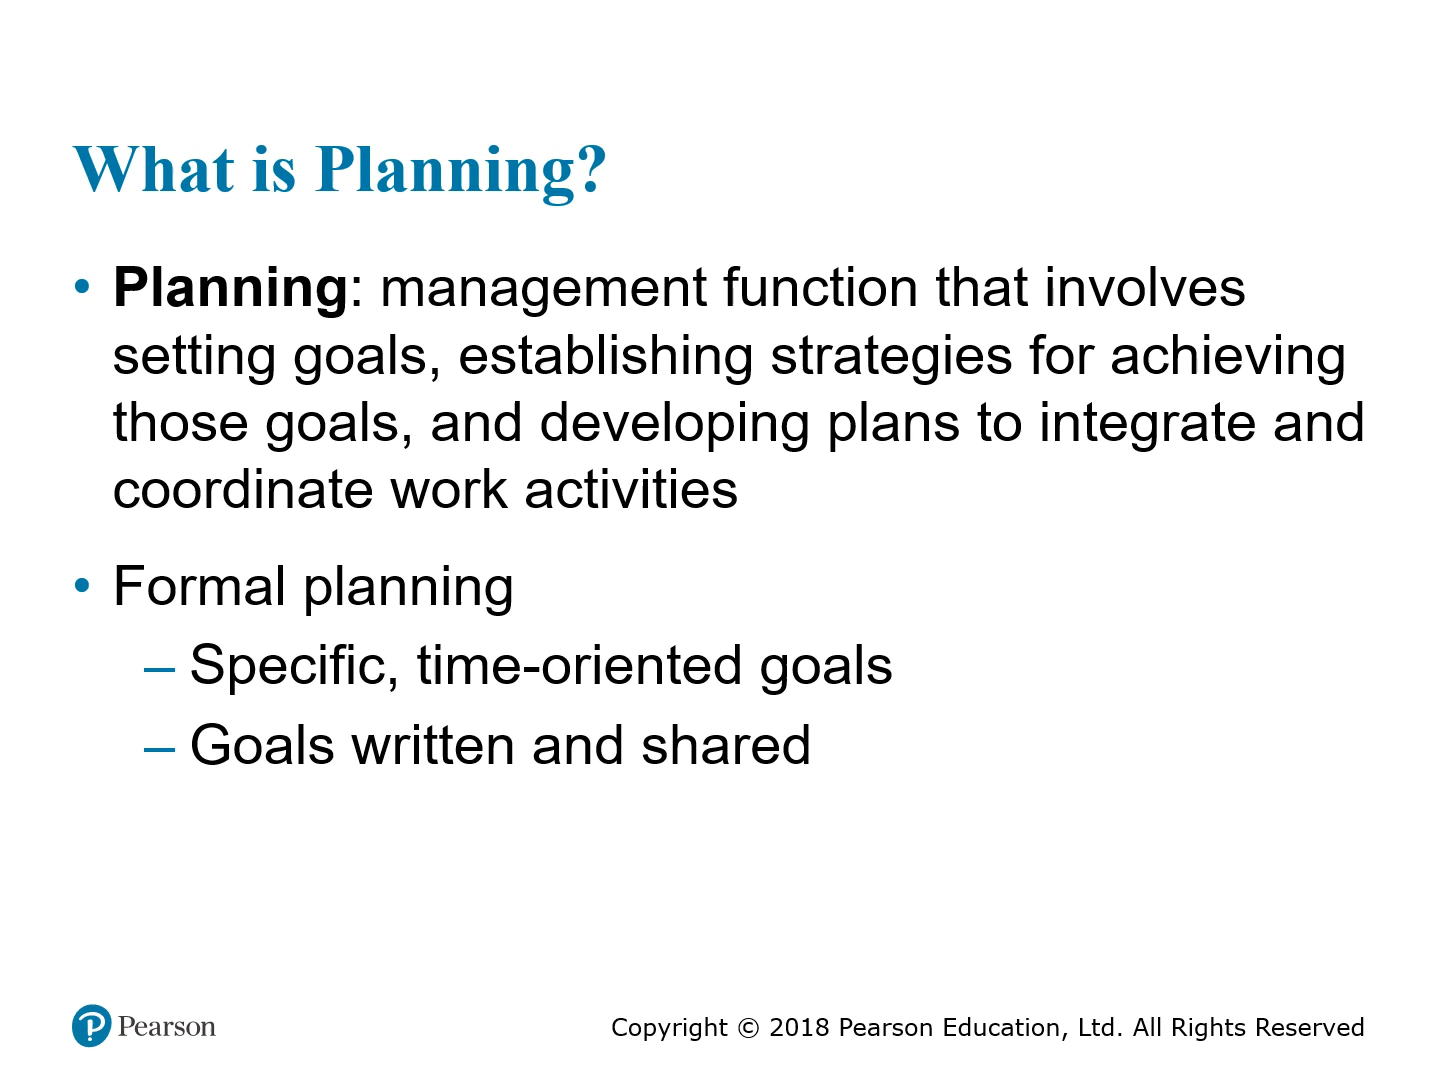 What is Planning?
• Planning: management function that involves
setting goals, establishing strategies for achieving
those goals, and developing plans to integrate and
coordinate work activities
• Formal planning
– Specific, time-oriented goals
– Goals written and shared
Pearson
Copyright © 2018 Pearson Education, Ltd. All Rights Reserved